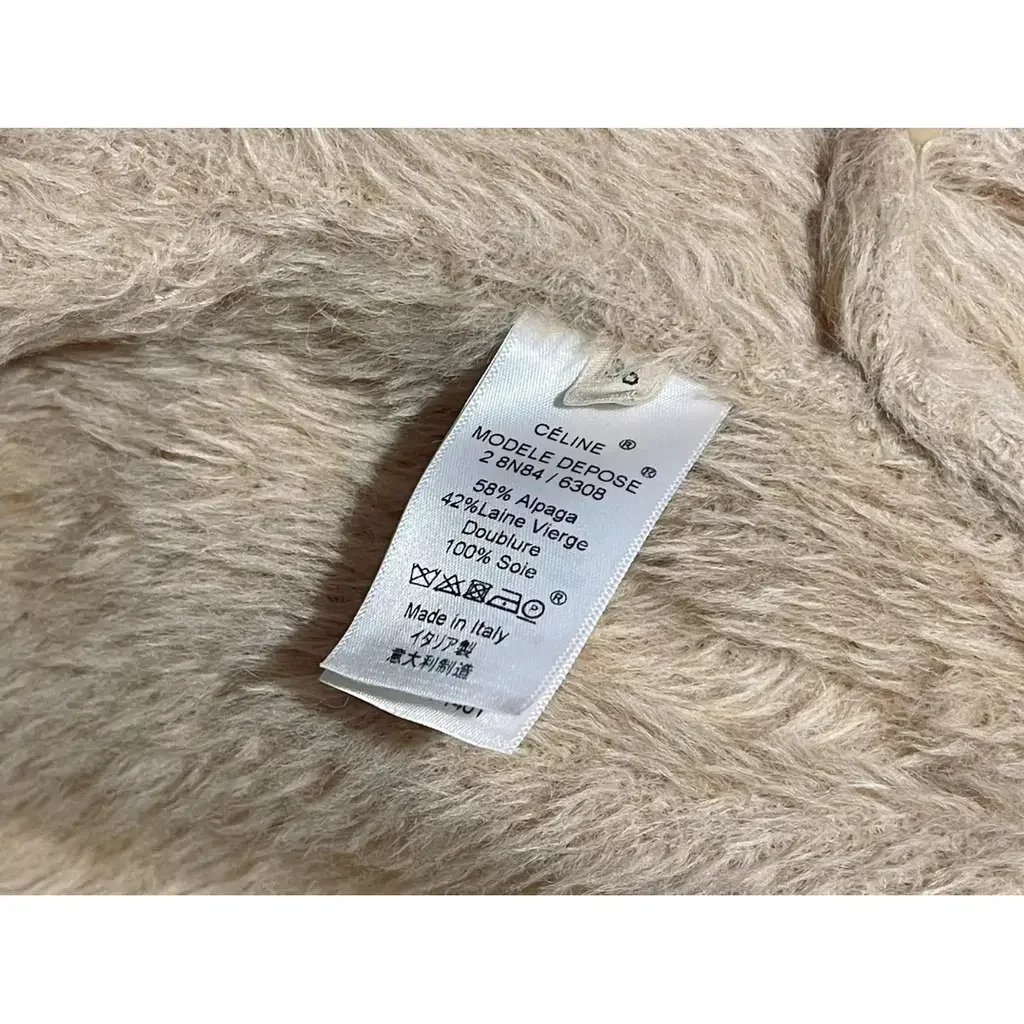 CÉLINE ®
MODELE DEPOSE ®
2 8N84 / 6308
58% Alpaga
42%Laine Vierge
Doublure
100% Soie
P ®
Made in Italy
イタリア製
意大利制造